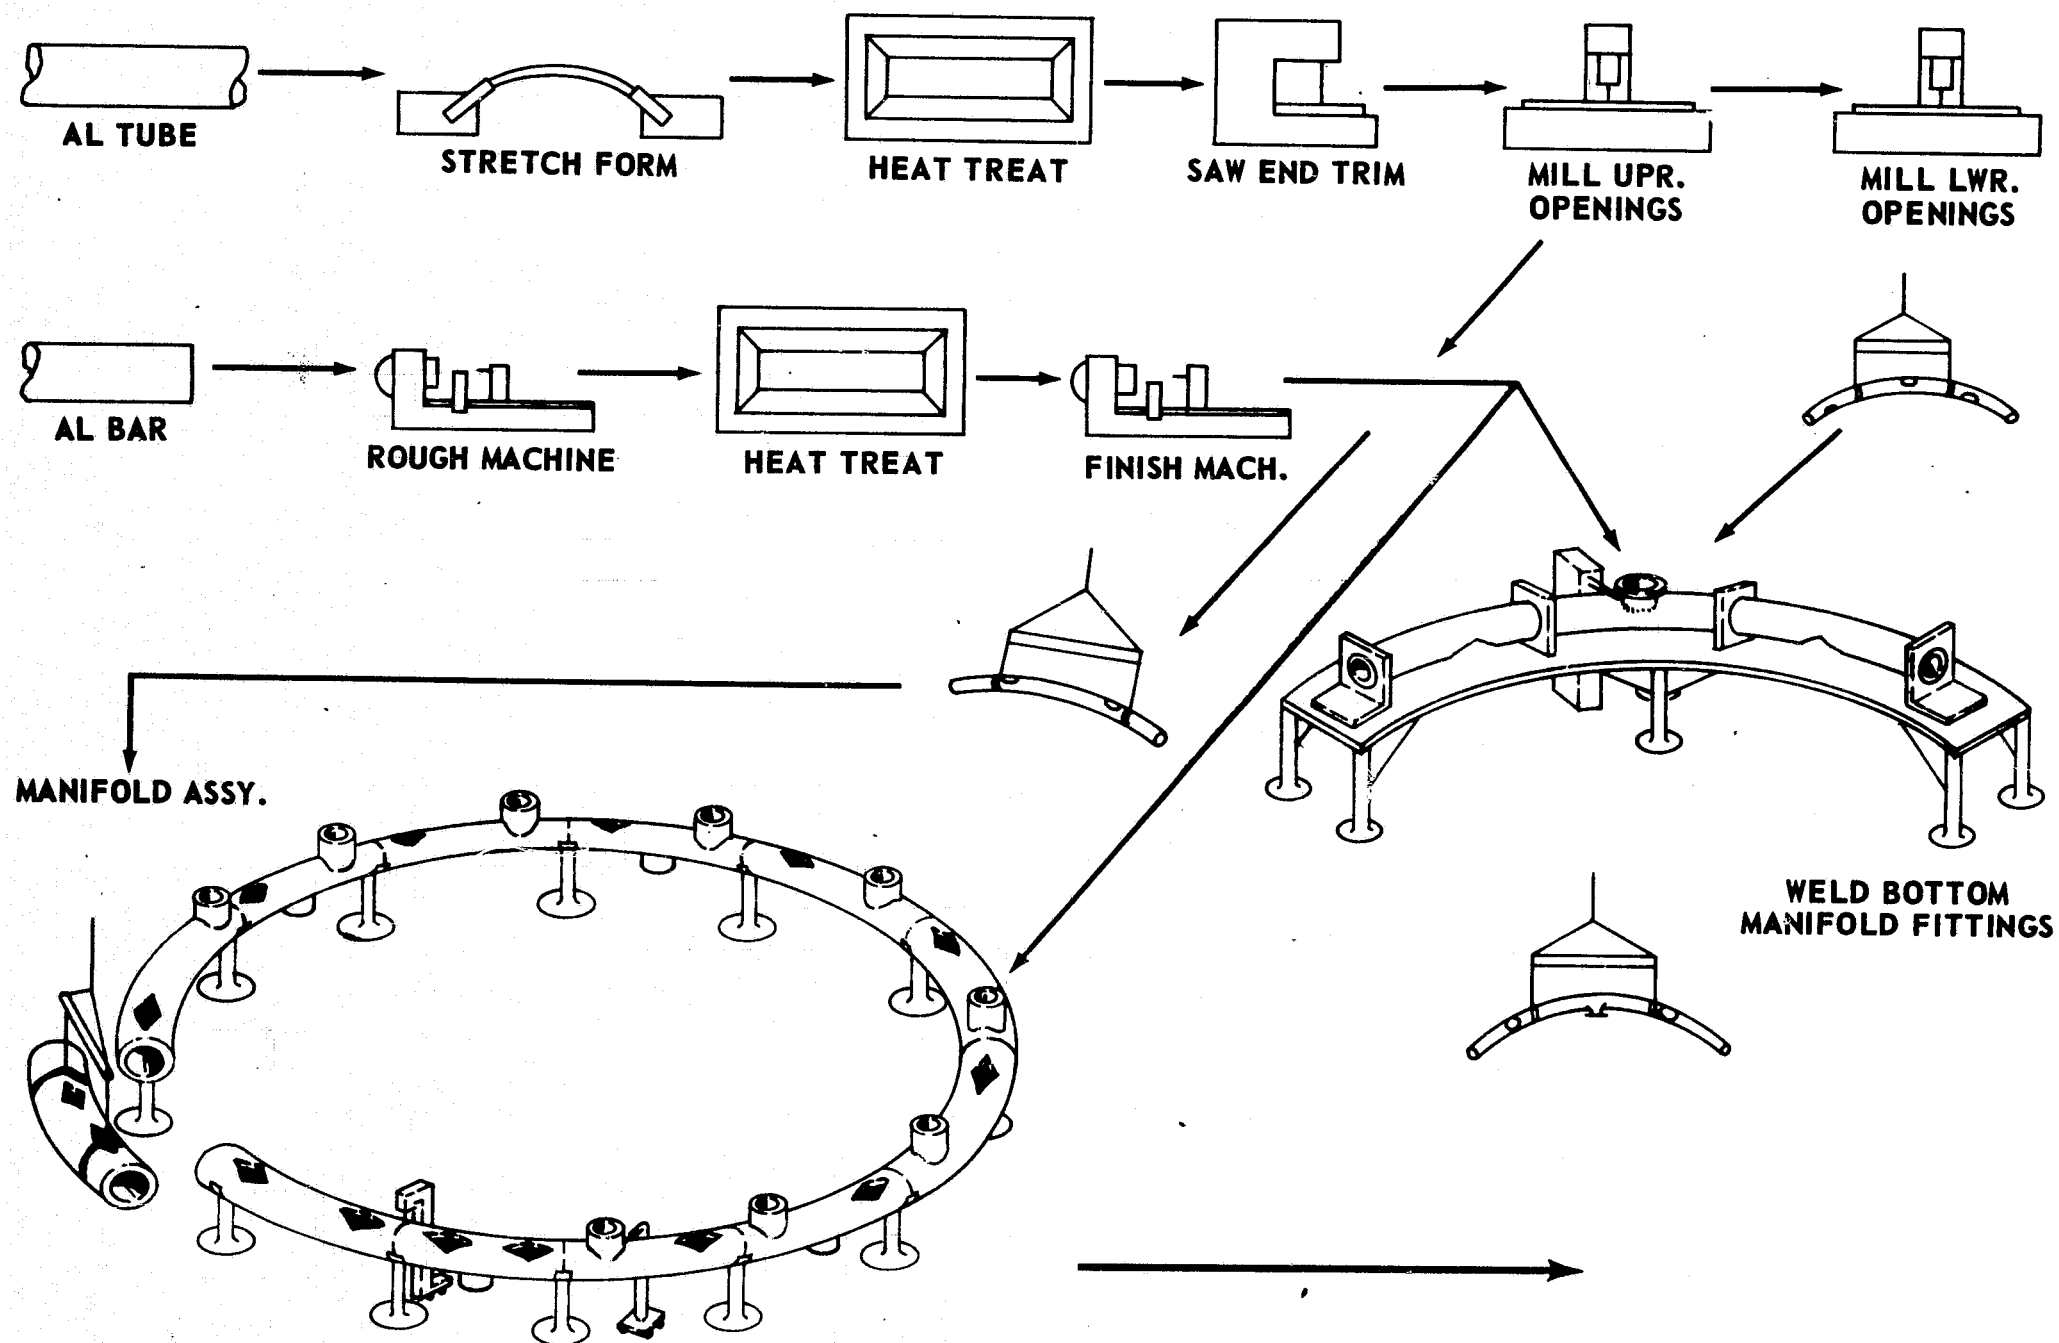 AL TUBE
STRETCH FORM
HEAT TREAT
SAW END TRIM
MILL UPR.
OPENINGS
MILL LWR.
OPENINGS
AL BAR
ROUGH MACHINE
HEAT TREAT
FINISH MACH.
MANIFOLD ASSY.
WELD BOTTOM
MANIFOLD FITTINGS